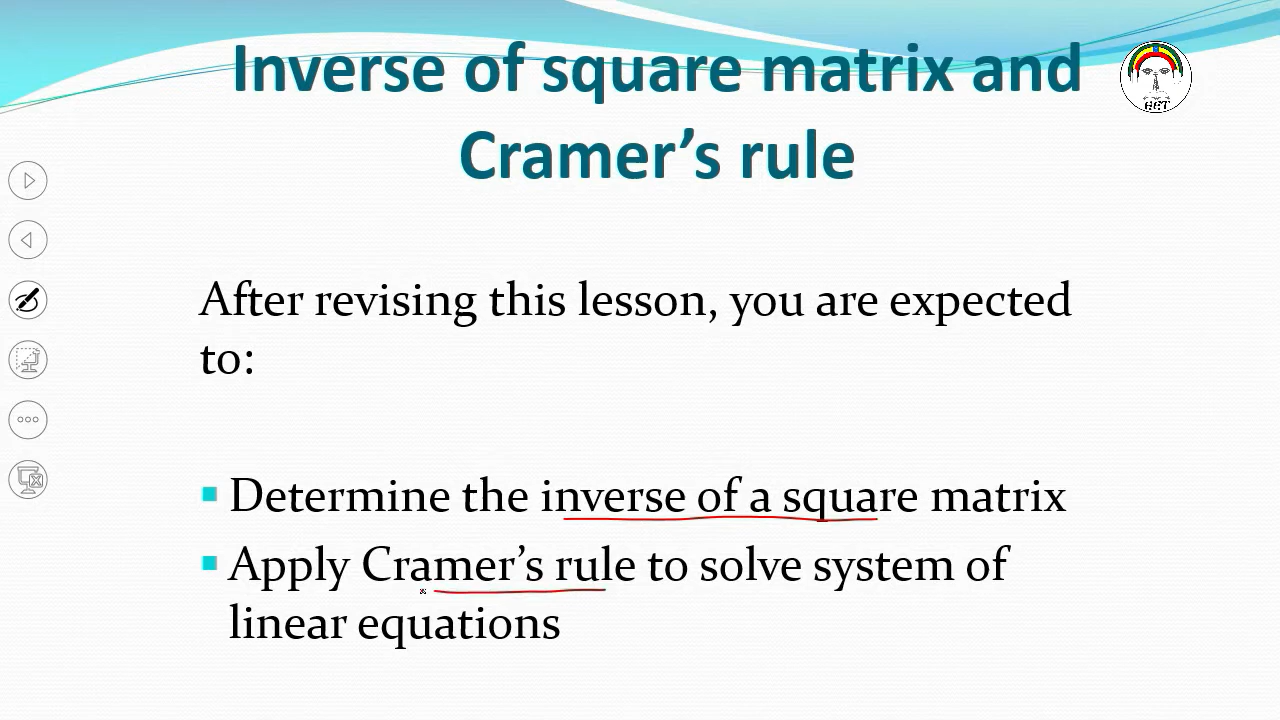 Inverse of square matrix and
Cramer’s rule
After revising this lesson, you are expected
to:
Determine the inverse of a square matrix
Apply Cramer’s rule to solve system of
linear equations